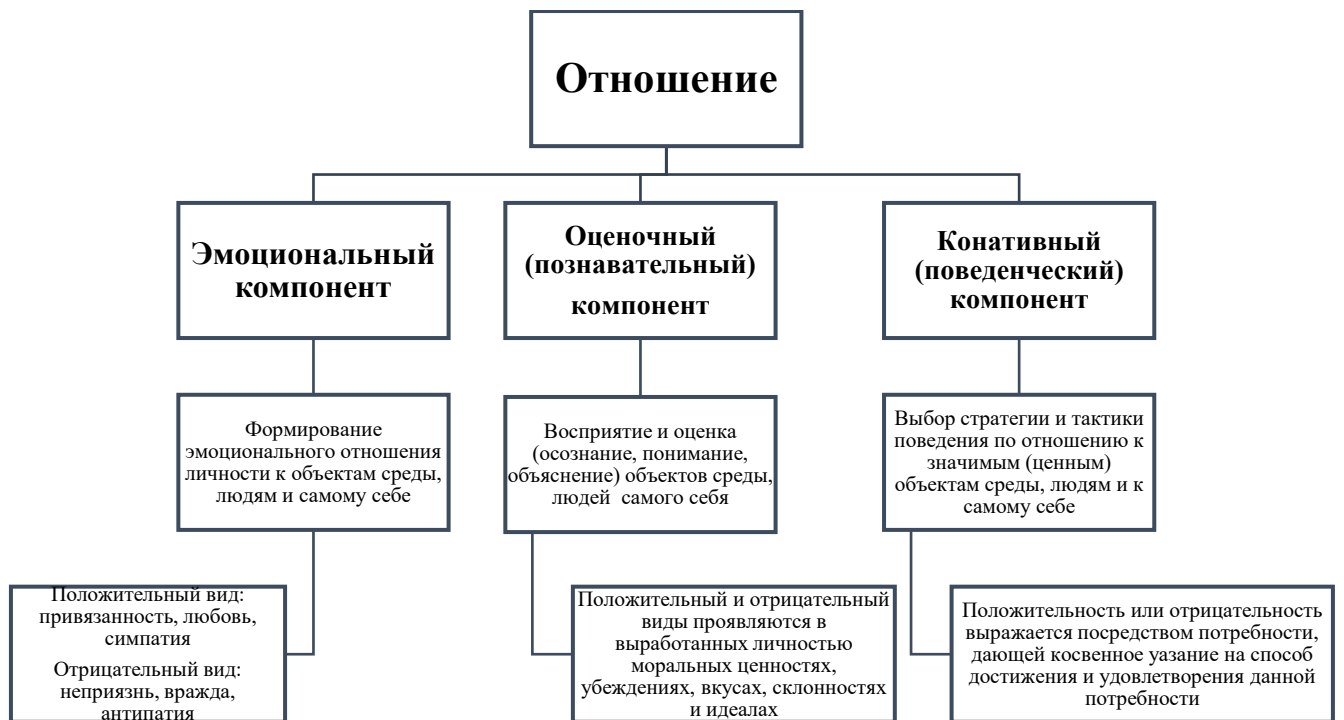 Отношение
Эмоциональный
компонент
Оценочный
(познавательный)
компонент
Конативный
(поведенческий)
компонент
Формирование
эмоционального отношения
личности к объектам среды,
людям и самому себе
Восприятие и оценка
(осознание, понимание,
объяснение) объектов среды,
людей самого себя
Выбор стратегии и тактики
поведения по отношению к
значимым (ценным)
объектам среды, людям и к
самому себе
Положительный вид:
привязанность, любовь,
симпатия
Отрицательный вид:
неприязнь, вражда,
антипатия
Положительный и отрицательный
виды проявляются в
выработанных личностью
моральных ценностях,
убеждениях, вкусах, склонностях
и идеалах
Положительность или отрицательность
выражается посредством потребности,
дающей косвенное уазание на способ
достижения и удовлетворения данной
потребности